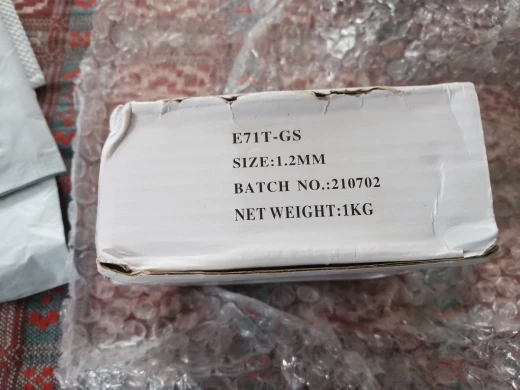 E71T-GS
SIZE:1.2MM
BATCH NO.:210702
NET WEIGHT:1KG